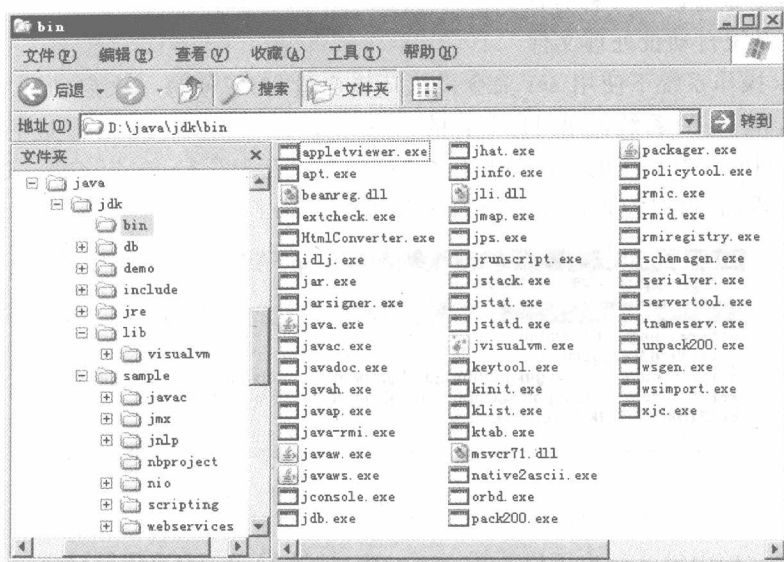 bin
文件(F) 编辑(E) 查看(V) 收藏(A) 工具(T) 帮助(H)
后退 搜索 文件夹
地址(D) D:\java\jdk\bin 转到
文件夹
java
jdk
bin
db
demo
include
jre
lib
visualvm
sample
javac
jmx
jnlp
nbproject
nio
scripting
webservices
appletviewer.exe
apt.exe
beanreg.dll
extcheck.exe
HtmlConverter.exe
idlj.exe
jar.exe
jarsigner.exe
java.exe
javac.exe
javadoc.exe
javah.exe
javap.exe
java-rmi.exe
javaw.exe
javaws.exe
jconsole.exe
jdb.exe
jhat.exe
jinfo.exe
jli.dll
jmap.exe
jps.exe
jrunscript.exe
jstack.exe
jstat.exe
jstatd.exe
jvisualvm.exe
keytool.exe
kinit.exe
klist.exe
ktab.exe
msvcr71.dll
native2ascii.exe
orbd.exe
pack200.exe
packager.exe
policytool.exe
rmic.exe
rmid.exe
rmiregistry.exe
schemagen.exe
serialver.exe
servertool.exe
tnameserv.exe
unpack200.exe
wsgen.exe
wsimport.exe
xjc.exe